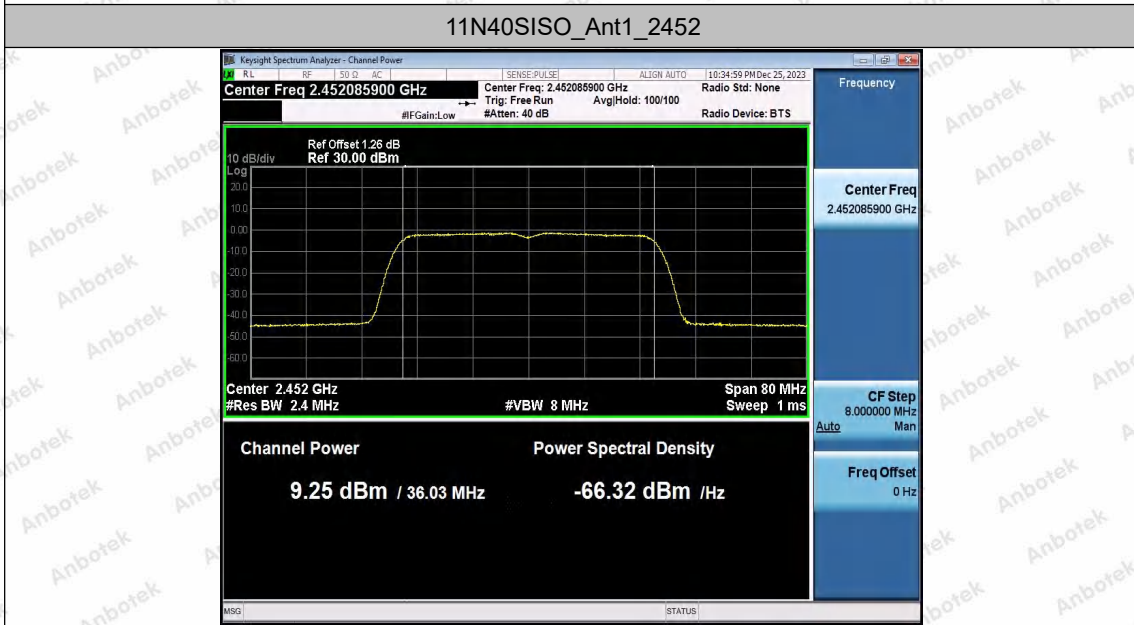 11N40SISO_Ant1_2452
Keysight Spectrum Analyzer - Channel Power
LXI RL RF 50 Ω AC SENSE:PULSE ALIGN AUTO 10:34:59 PM Dec 25, 2023
Center Freq 2.452085900 GHz Center Freq: 2.452085900 GHz Radio Std: None
Trig: Free Run Avg|Hold: 100/100
#IFGain:Low #Atten: 40 dB Radio Device: BTS
Ref Offset 1.26 dB
10 dB/div Ref 30.00 dBm
Log
20.0
10.0
0.00
-10.0
-20.0
-30.0
-40.0
-50.0
-60.0
Center 2.452 GHz Span 80 MHz
#Res BW 2.4 MHz #VBW 8 MHz Sweep 1 ms
Channel Power Power Spectral Density
9.25 dBm / 36.03 MHz -66.32 dBm /Hz
MSG STATUS
Frequency
Center Freq
2.452085900 GHz
CF Step
8.000000 MHz
Auto Man
Freq Offset
0 Hz
Anbotek